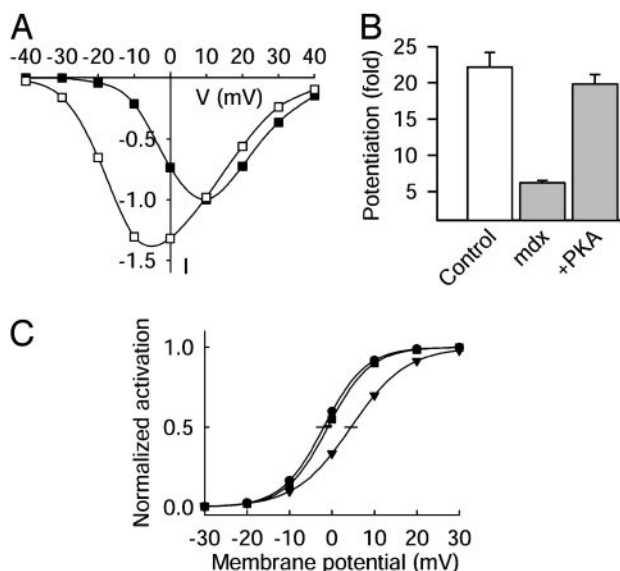 A
-40 -30 -20 -10 0 10 20 30 40
V (mV)
-0.5
-1.0
-1.5
I
B
Potentiation (fold)
25
20
15
10
5
Control
mdx
+PKA
C
Normalized activation
1.0
0.5
0.0
-30 -20 -10 0 10 20 30
Membrane potential (mV)